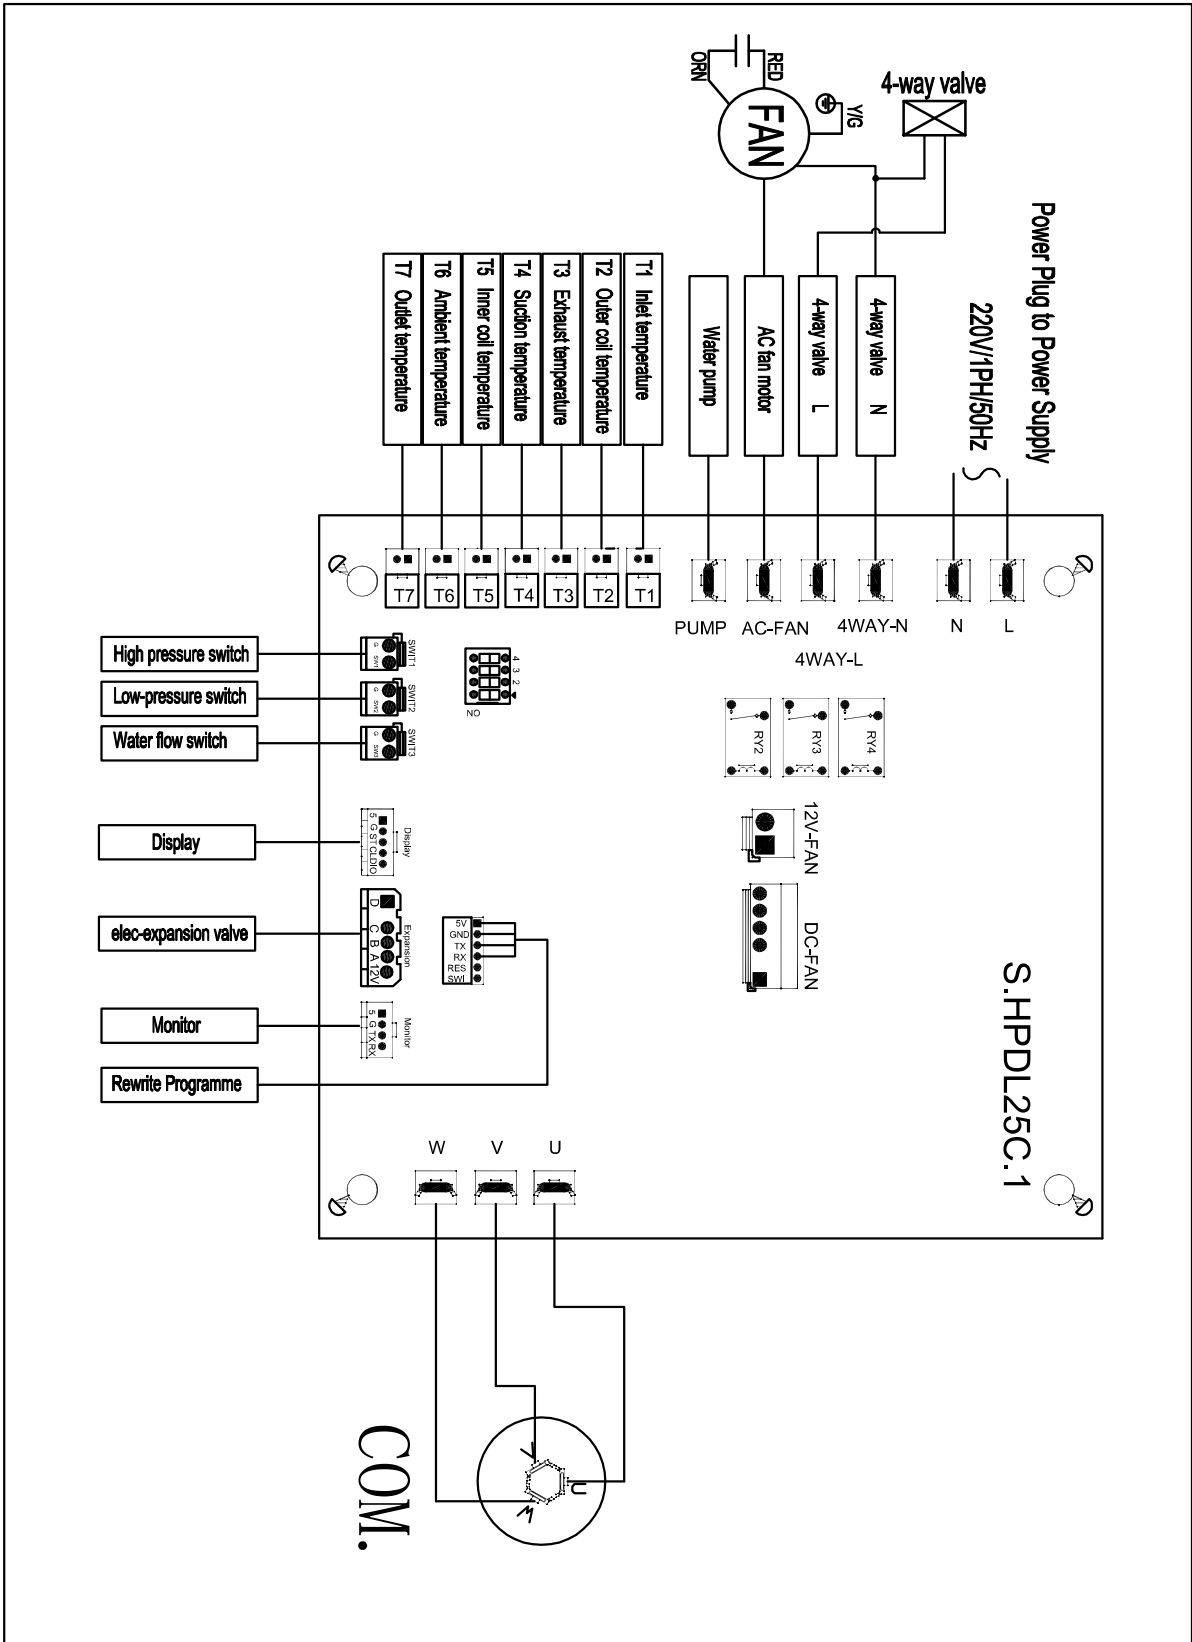 ORN
RED
Y/G
FAN
4-way valve
Power Plug to Power Supply
220V/1PH/50Hz
T7 Outlet temperature
T6 Ambient temperature
T5 Inner coil temperature
T4 Suction temperature
T3 Exhaust temperature
T2 Outer coil temperature
T1 Inlet temperature
Water pump
AC fan motor
4-way valve L
4-way valve N
T7
T6
T5
T4
T3
T2
T1
PUMP
AC-FAN
4WAY-N
N
L
4WAY-L
High pressure switch
G SW1
SWIT1
Low-pressure switch
G SW2
SWIT2
Water flow switch
G SW3
SWIT3
4
3
2
NO
RY2
RY3
RY4
12V-FAN
DC-FAN
S.HPDL25C.1
Display
5 G ST CLDIO
Display
elec-expansion valve
D C B A 12V
Expansion
5V
GND
TX
RX
RES
SWI
Monitor
5 G TX RX
Monitor
Rewrite Programme
W
V
U
V
U
W
COM.